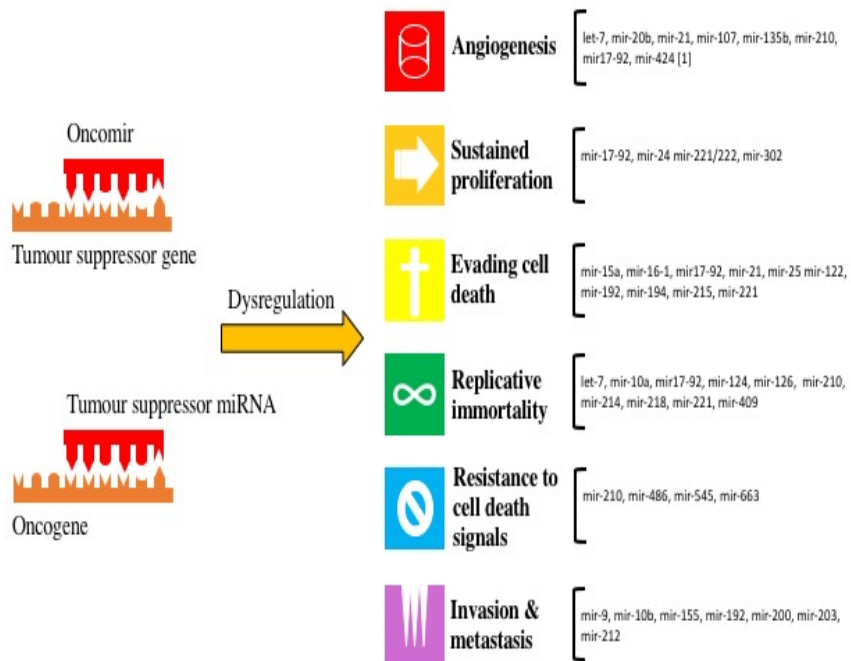 Oncomir
Tumour suppressor gene
Dysregulation
Tumour suppressor miRNA
Oncogene
Angiogenesis
let-7, mir-20b, mir-21, mir-107, mir-135b, mir-210,
mir17-92, mir-424 [1]
Sustained
proliferation
mir-17-92, mir-24 mir-221/222, mir-302
Evading cell
death
mir-15a, mir-16-1, mir17-92, mir-21, mir-25 mir-122,
mir-192, mir-194, mir-215, mir-221
Replicative
immortality
let-7, mir-10a, mir17-92, mir-124, mir-126, mir-210,
mir-214, mir-218, mir-221, mir-409
Resistance to
cell death
signals
mir-210, mir-486, mir-545, mir-663
Invasion &
metastasis
mir-9, mir-10b, mir-155, mir-192, mir-200, mir-203,
mir-212